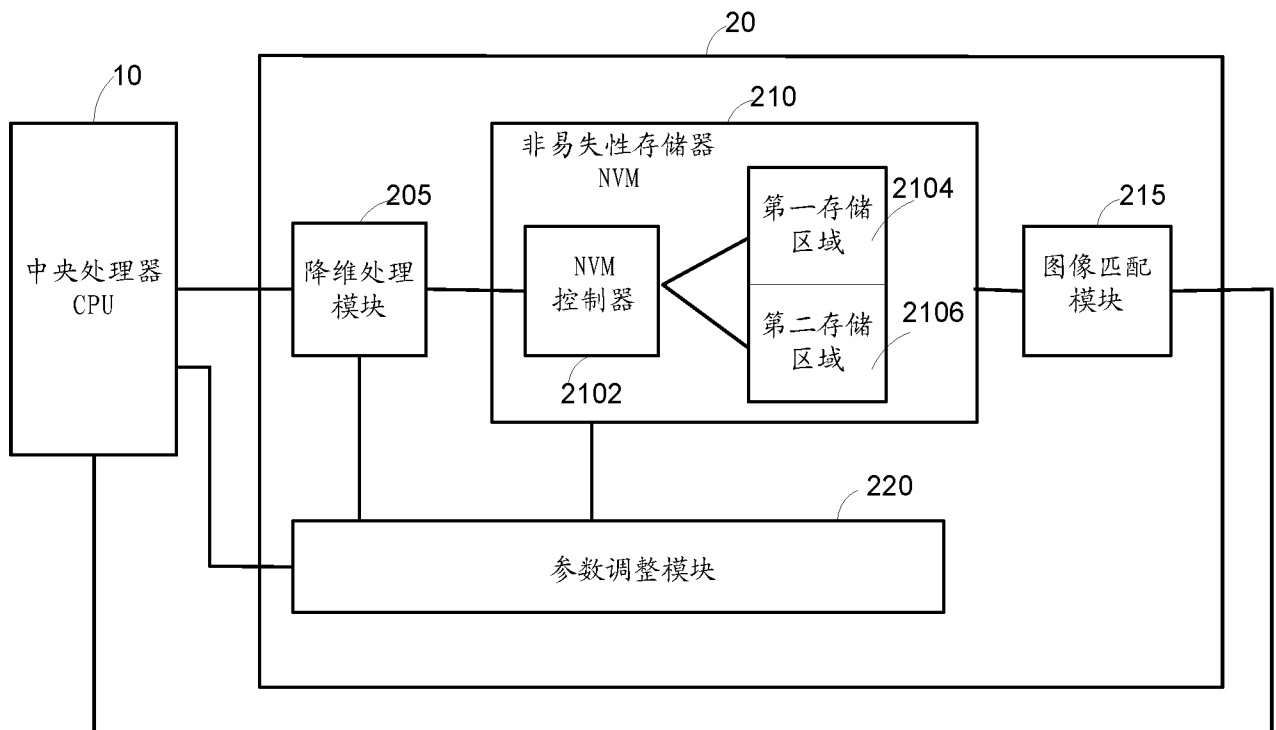 20
10
210
非易失性存储器
NVM
205
第一存储
区域
2104
215
中央处理器
CPU
降维处理
模块
NVM
控制器
图像匹配
模块
第二存储
区域
2106
2102
220
参数调整模块